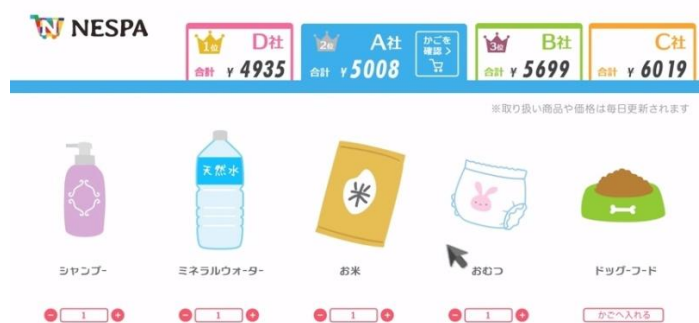 NESPA
1位 D社
合計 ¥ 4935
2位 A社
合計 ¥ 5008
かごを
確認 >
3位 B社
合計 ¥ 5699
C社
合計 ¥ 6019
※取り扱い商品や価格は毎日更新されます
天然水
米
シャンプー
ミネラルウォーター
お米
おむつ
ドッグフード
- 1 +
- 1 +
- 1 +
- 1 +
かごへ入れる